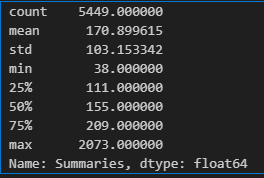 count    5449.000000
mean      170.899615
std       103.153342
min        38.000000
25%       111.000000
50%       155.000000
75%       209.000000
max      2073.000000
Name: Summaries, dtype: float64